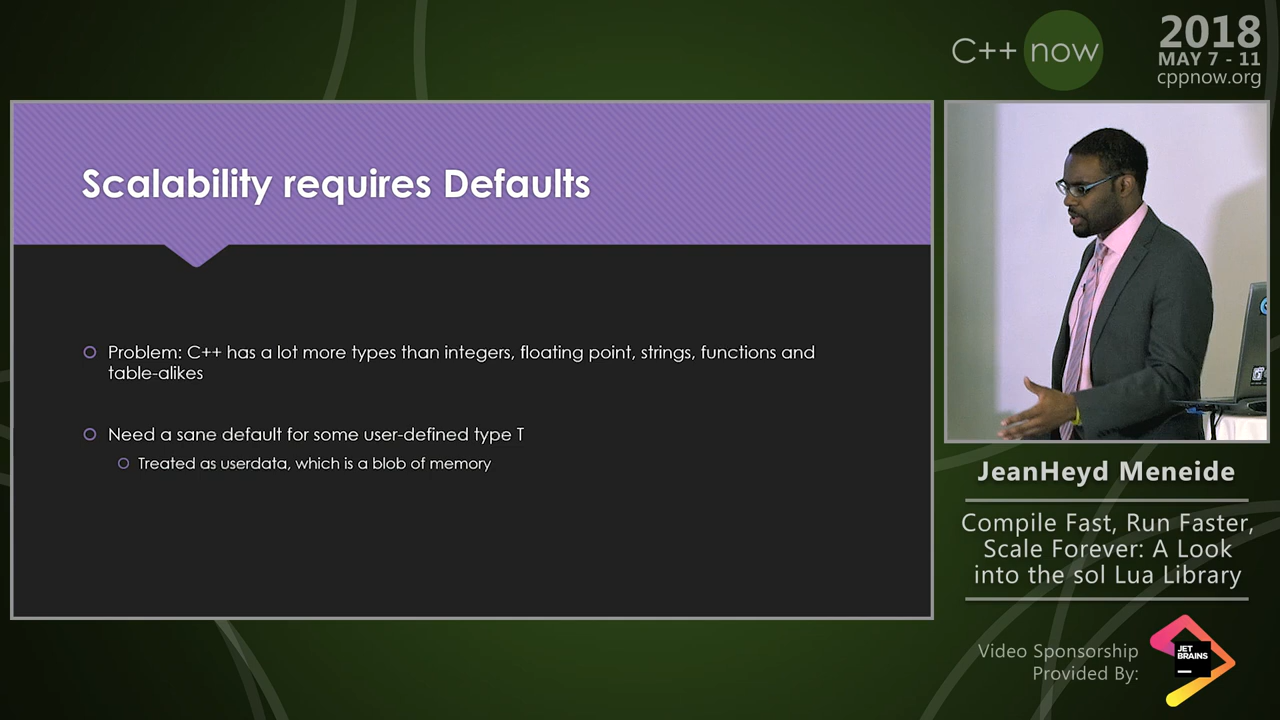 C++ now
2018
MAY 7 - 11
cppnow.org
Scalability requires Defaults
Problem: C++ has a lot more types than integers, floating point, strings, functions and
table-alikes
Need a sane default for some user-defined type T
Treated as userdata, which is a blob of memory
JeanHeyd Meneide
Compile Fast, Run Faster,
Scale Forever: A Look
into the sol Lua Library
Video Sponsorship
Provided By:
JET
BRAINS